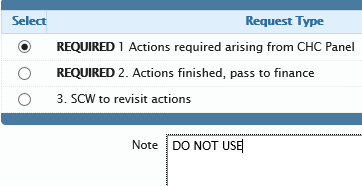 Select Request Type
REQUIRED 1 Actions required arising from CHC Panel
REQUIRED 2. Actions finished, pass to finance
3. SCW to revisit actions
Note DO NOT USE